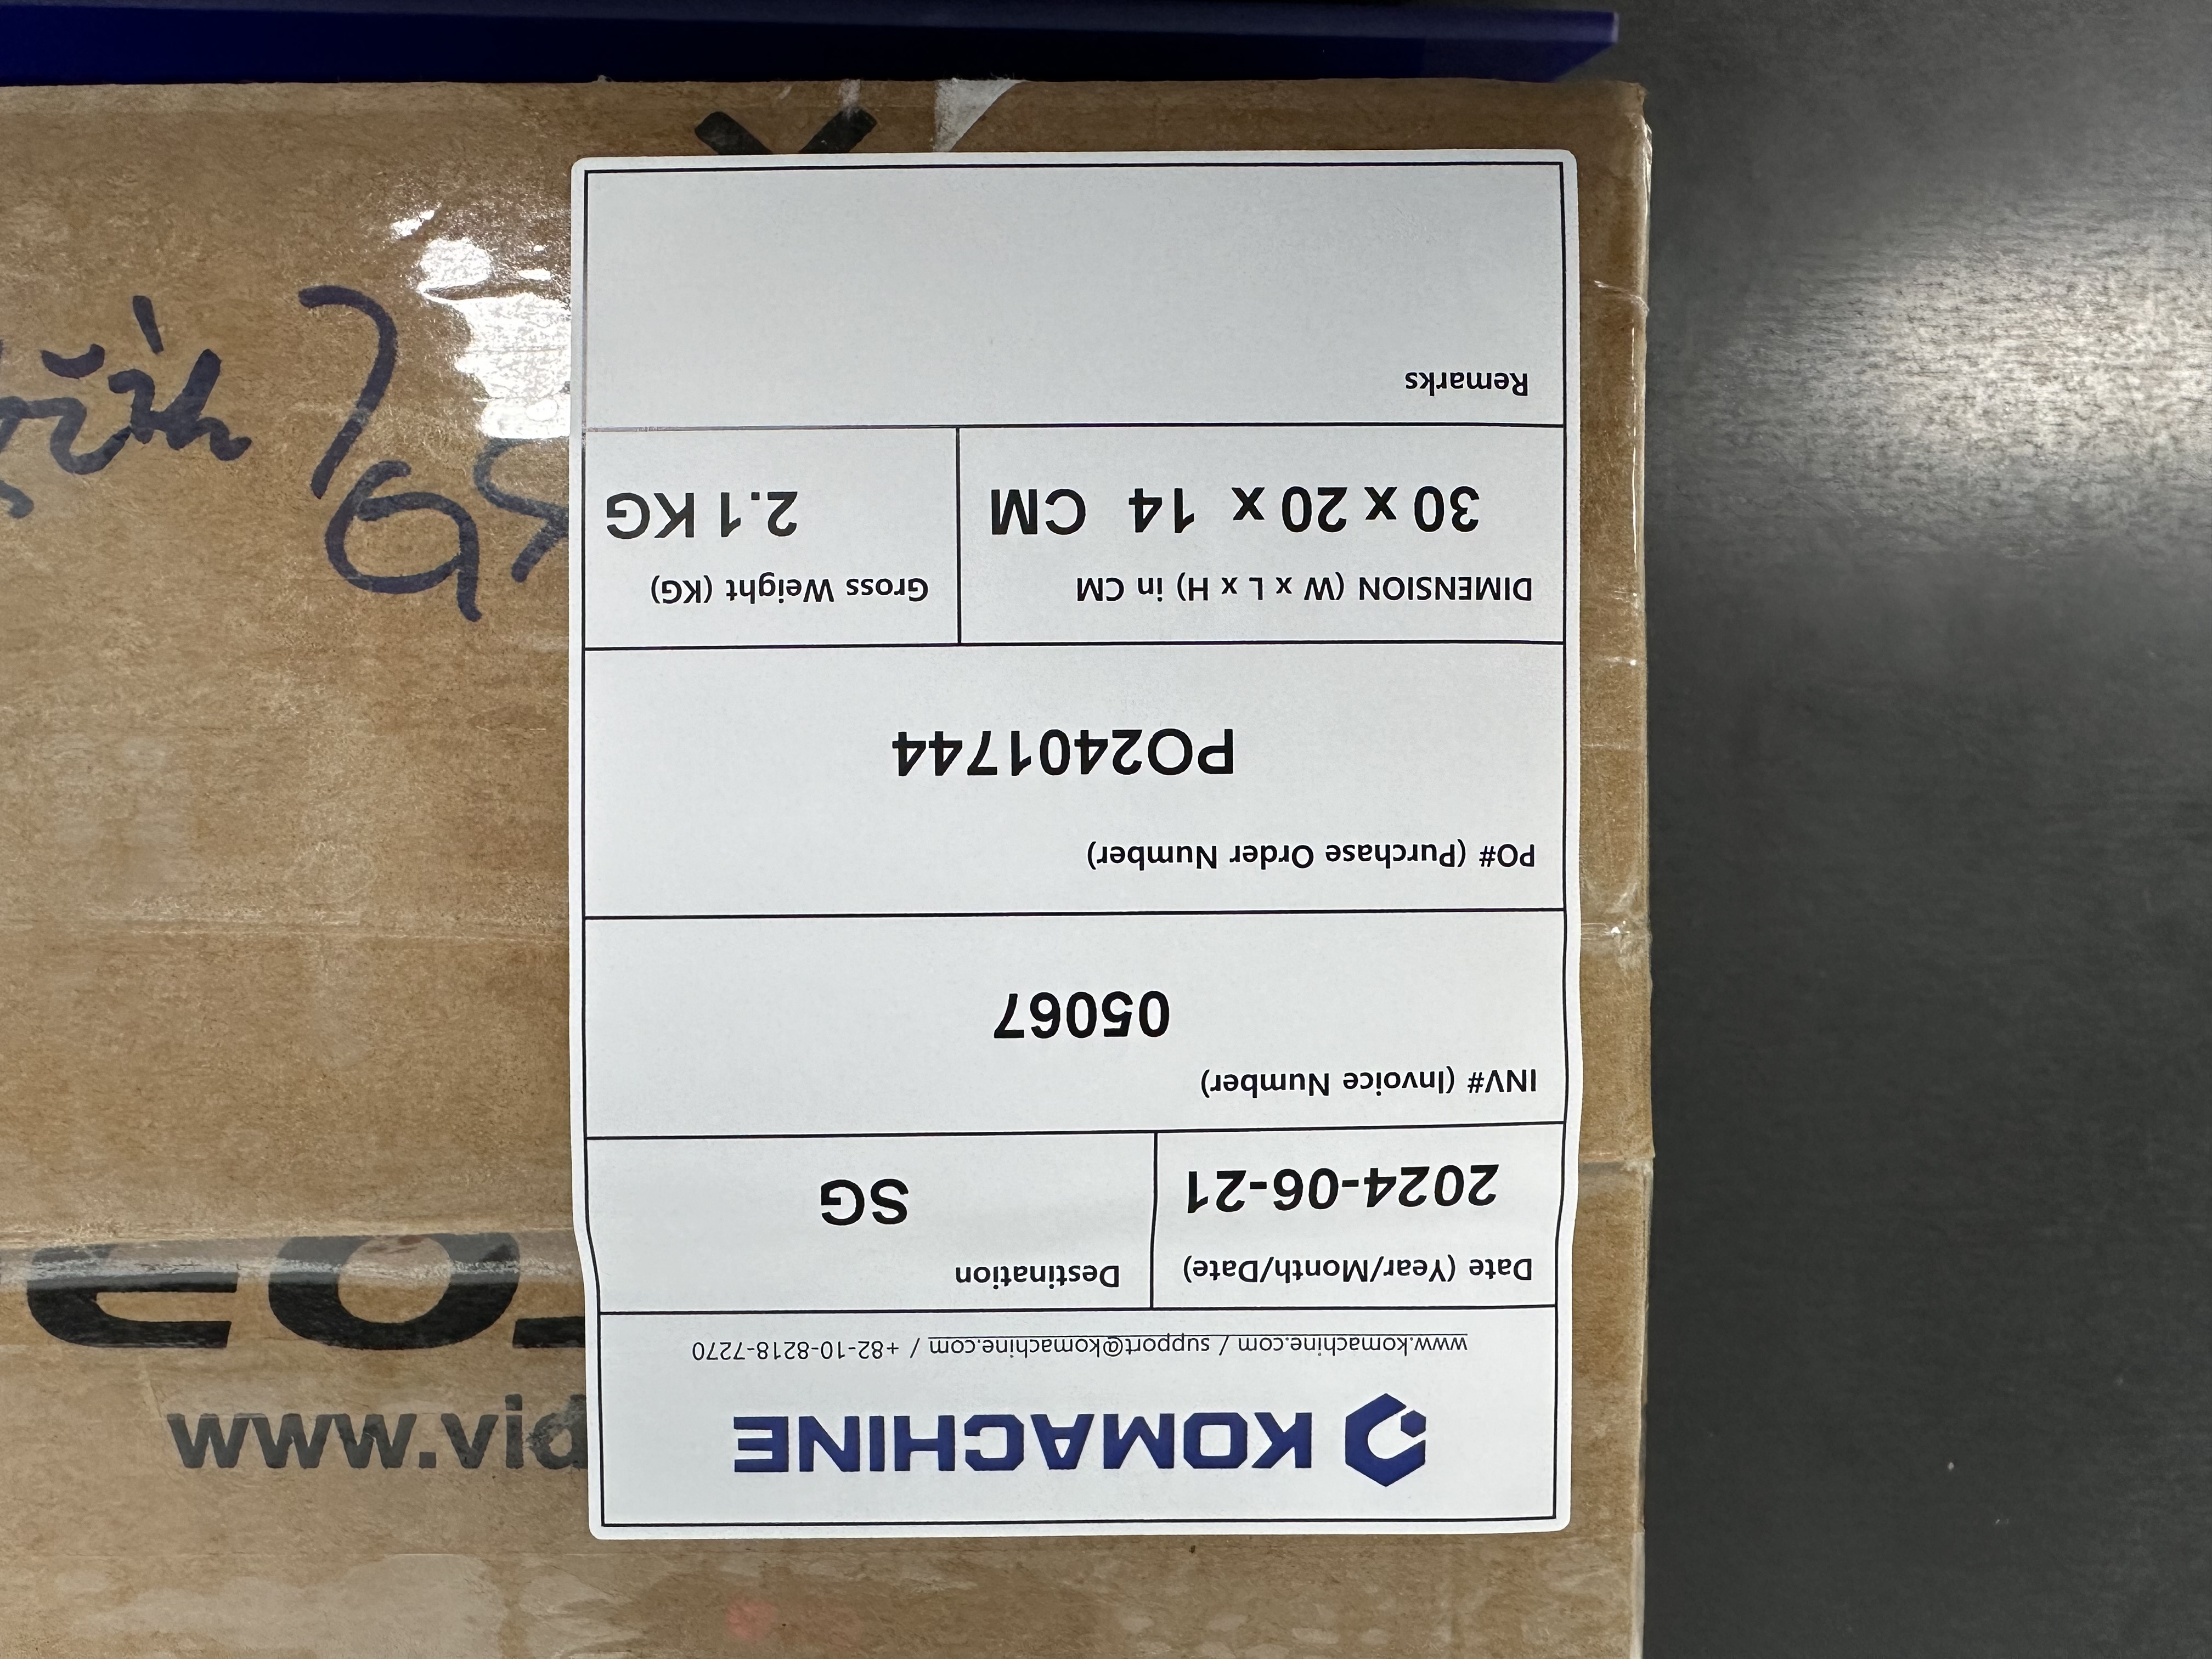 KOMACHINE
www.komachine.com / support@komachine.com / +82-10-8218-7270
Date (Year/Month/Date)
2024-06-21
Destination
SG
INV# (Invoice Number)
05067
PO# (Purchase Order Number)
PO2401744
DIMENSION (W x L x H) in CM
30 x 20 x 14 CM
Gross Weight (KG)
2.1 KG
Remarks
www.vid